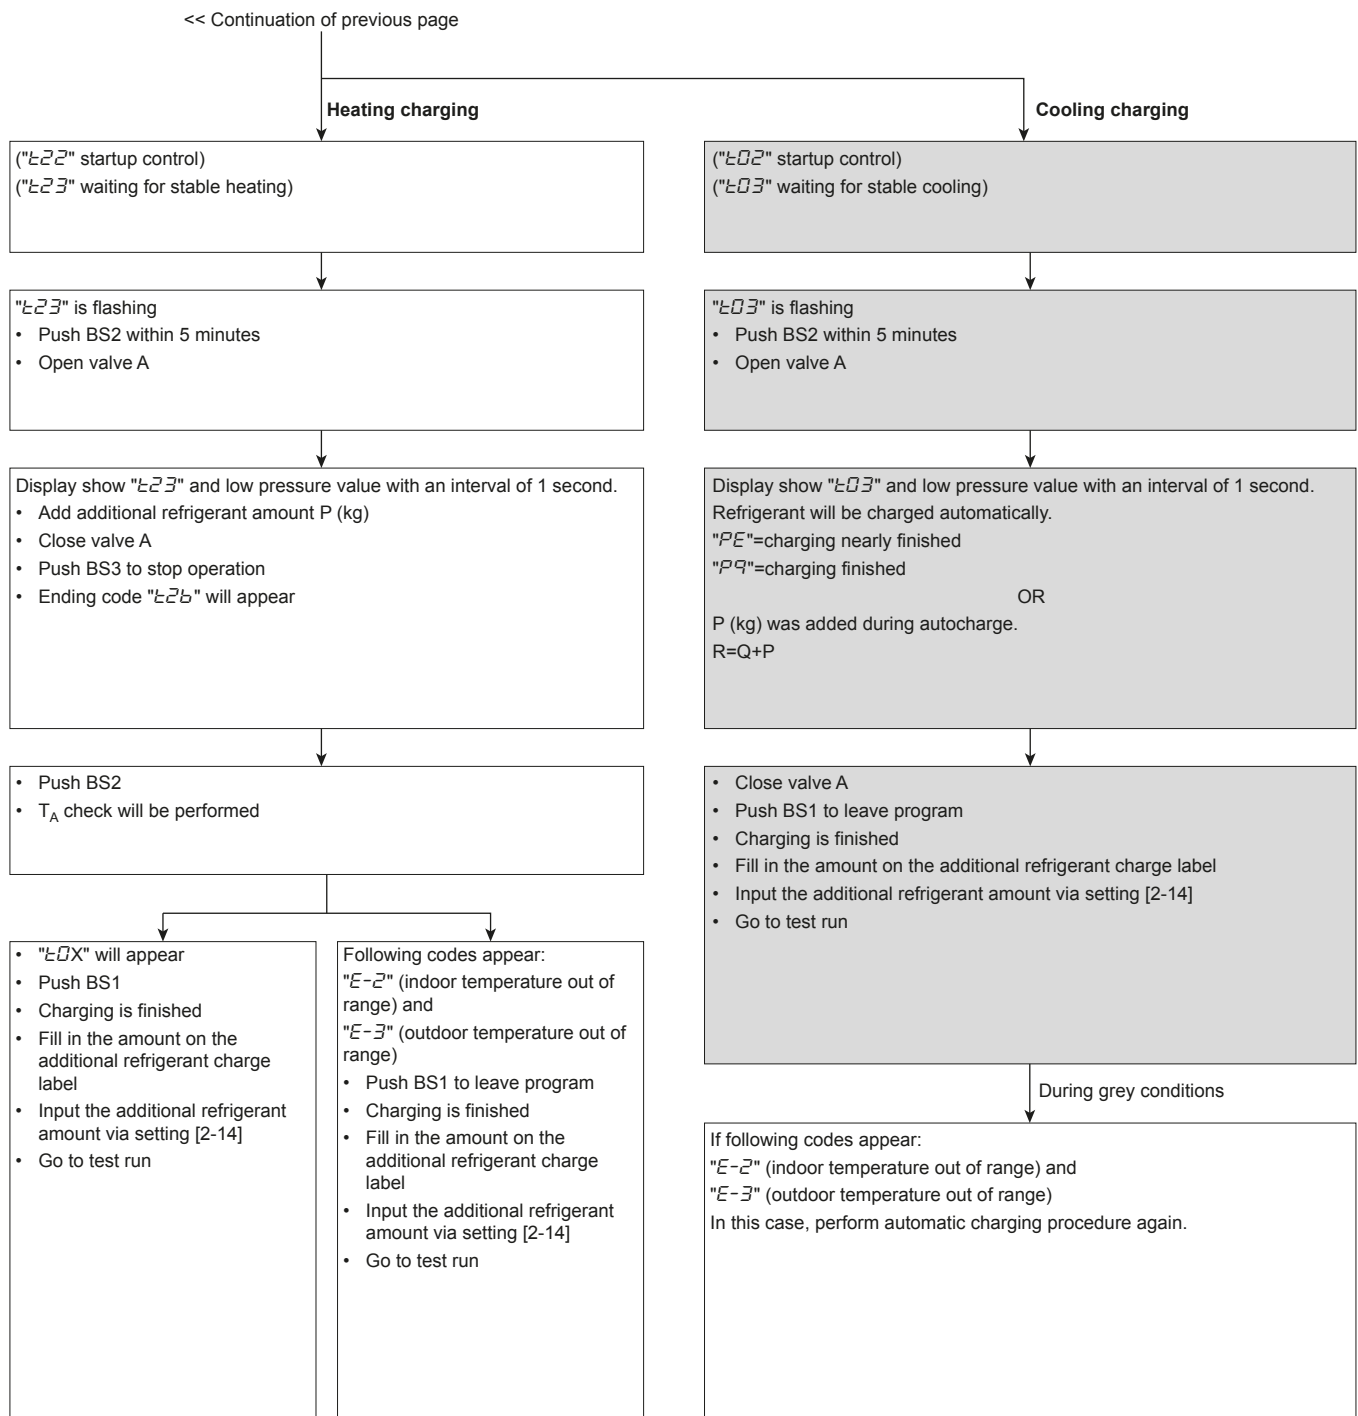 << Continuation of previous page
Heating charging
("t22" startup control)
("t23" waiting for stable heating)
"t23" is flashing
• Push BS2 within 5 minutes
• Open valve A
Display show "t23" and low pressure value with an interval of 1 second.
• Add additional refrigerant amount P (kg)
• Close valve A
• Push BS3 to stop operation
• Ending code "t2b" will appear
• Push BS2
• TA check will be performed
• "t0X" will appear
• Push BS1
• Charging is finished
• Fill in the amount on the
additional refrigerant charge
label
• Input the additional refrigerant
amount via setting [2-14]
• Go to test run
Following codes appear:
"E-2" (indoor temperature out of
range) and
"E-3" (outdoor temperature out of
range)
• Push BS1 to leave program
• Charging is finished
• Fill in the amount on the
additional refrigerant charge
label
• Input the additional refrigerant
amount via setting [2-14]
• Go to test run
Cooling charging
("t02" startup control)
("t03" waiting for stable cooling)
"t03" is flashing
• Push BS2 within 5 minutes
• Open valve A
Display show "t03" and low pressure value with an interval of 1 second.
Refrigerant will be charged automatically.
"PE"=charging nearly finished
"P9"=charging finished
OR
P (kg) was added during autocharge.
R=Q+P
• Close valve A
• Push BS1 to leave program
• Charging is finished
• Fill in the amount on the additional refrigerant charge label
• Input the additional refrigerant amount via setting [2-14]
• Go to test run
During grey conditions
If following codes appear:
"E-2" (indoor temperature out of range) and
"E-3" (outdoor temperature out of range)
In this case, perform automatic charging procedure again.